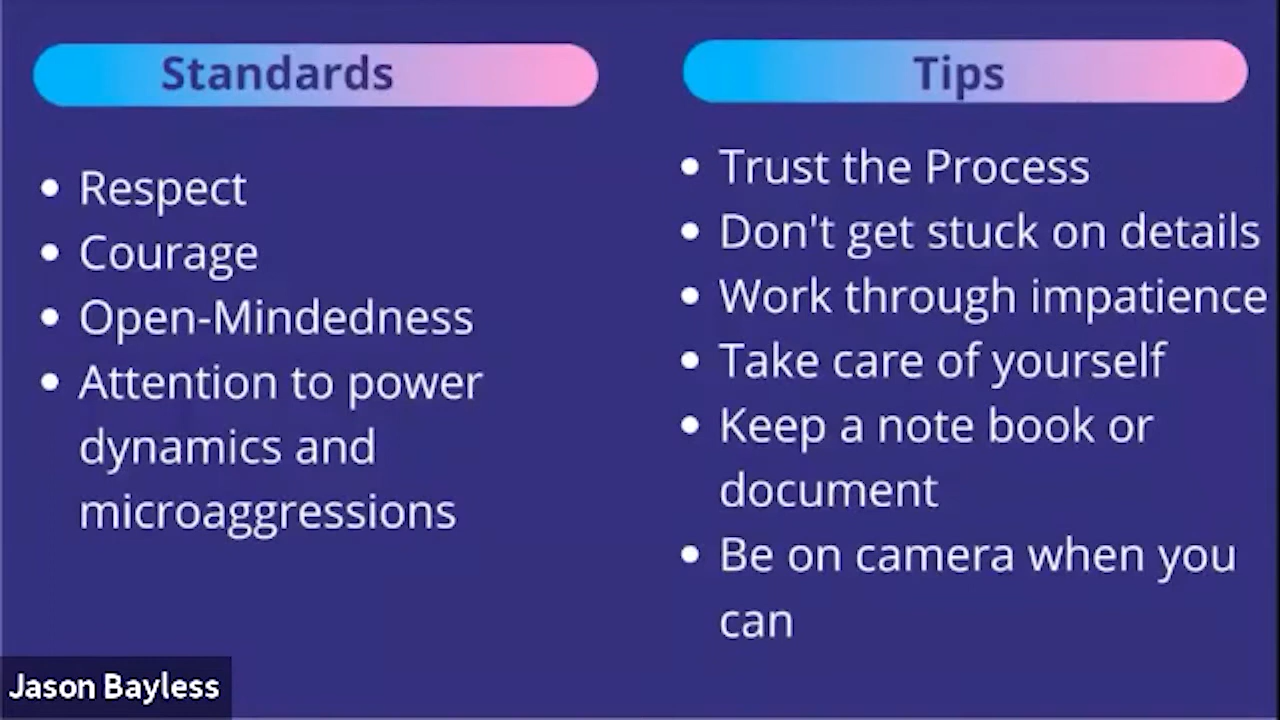 Standards
• Respect
• Courage
• Open-Mindedness
• Attention to power
dynamics and
microaggressions
Tips
• Trust the Process
• Don't get stuck on details
• Work through impatience
• Take care of yourself
• Keep a note book or
document
• Be on camera when you
can
Jason Bayless